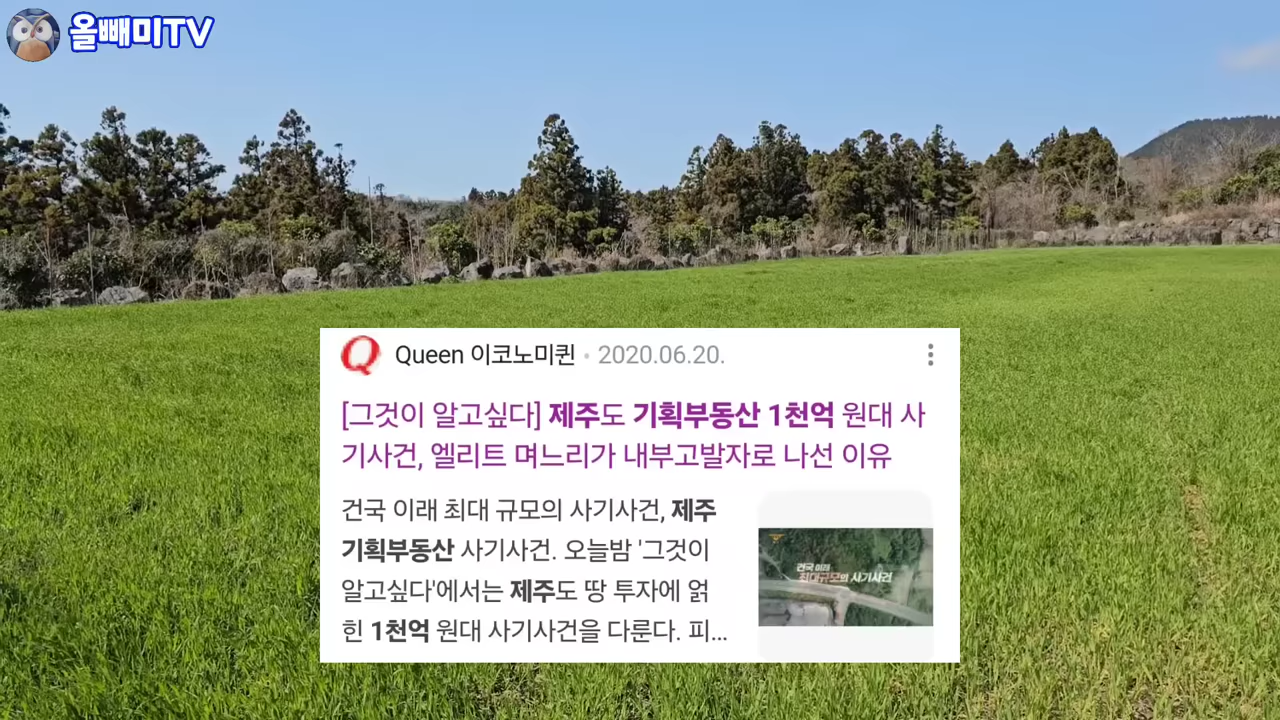 올빼미TV
Queen 이코노미퀸 • 2020.06.20.
[그것이 알고싶다] 제주도 기획부동산 1천억 원대 사
기사건, 엘리트 며느리가 내부고발자로 나선 이유
건국 이래 최대 규모의 사기사건, 제주
기획부동산 사기사건. 오늘밤 '그것이
알고싶다'에서는 제주도 땅 투자에 얽
힌 1천억 원대 사기사건을 다룬다. 피...
건국 이래
최대규모의 사기사건